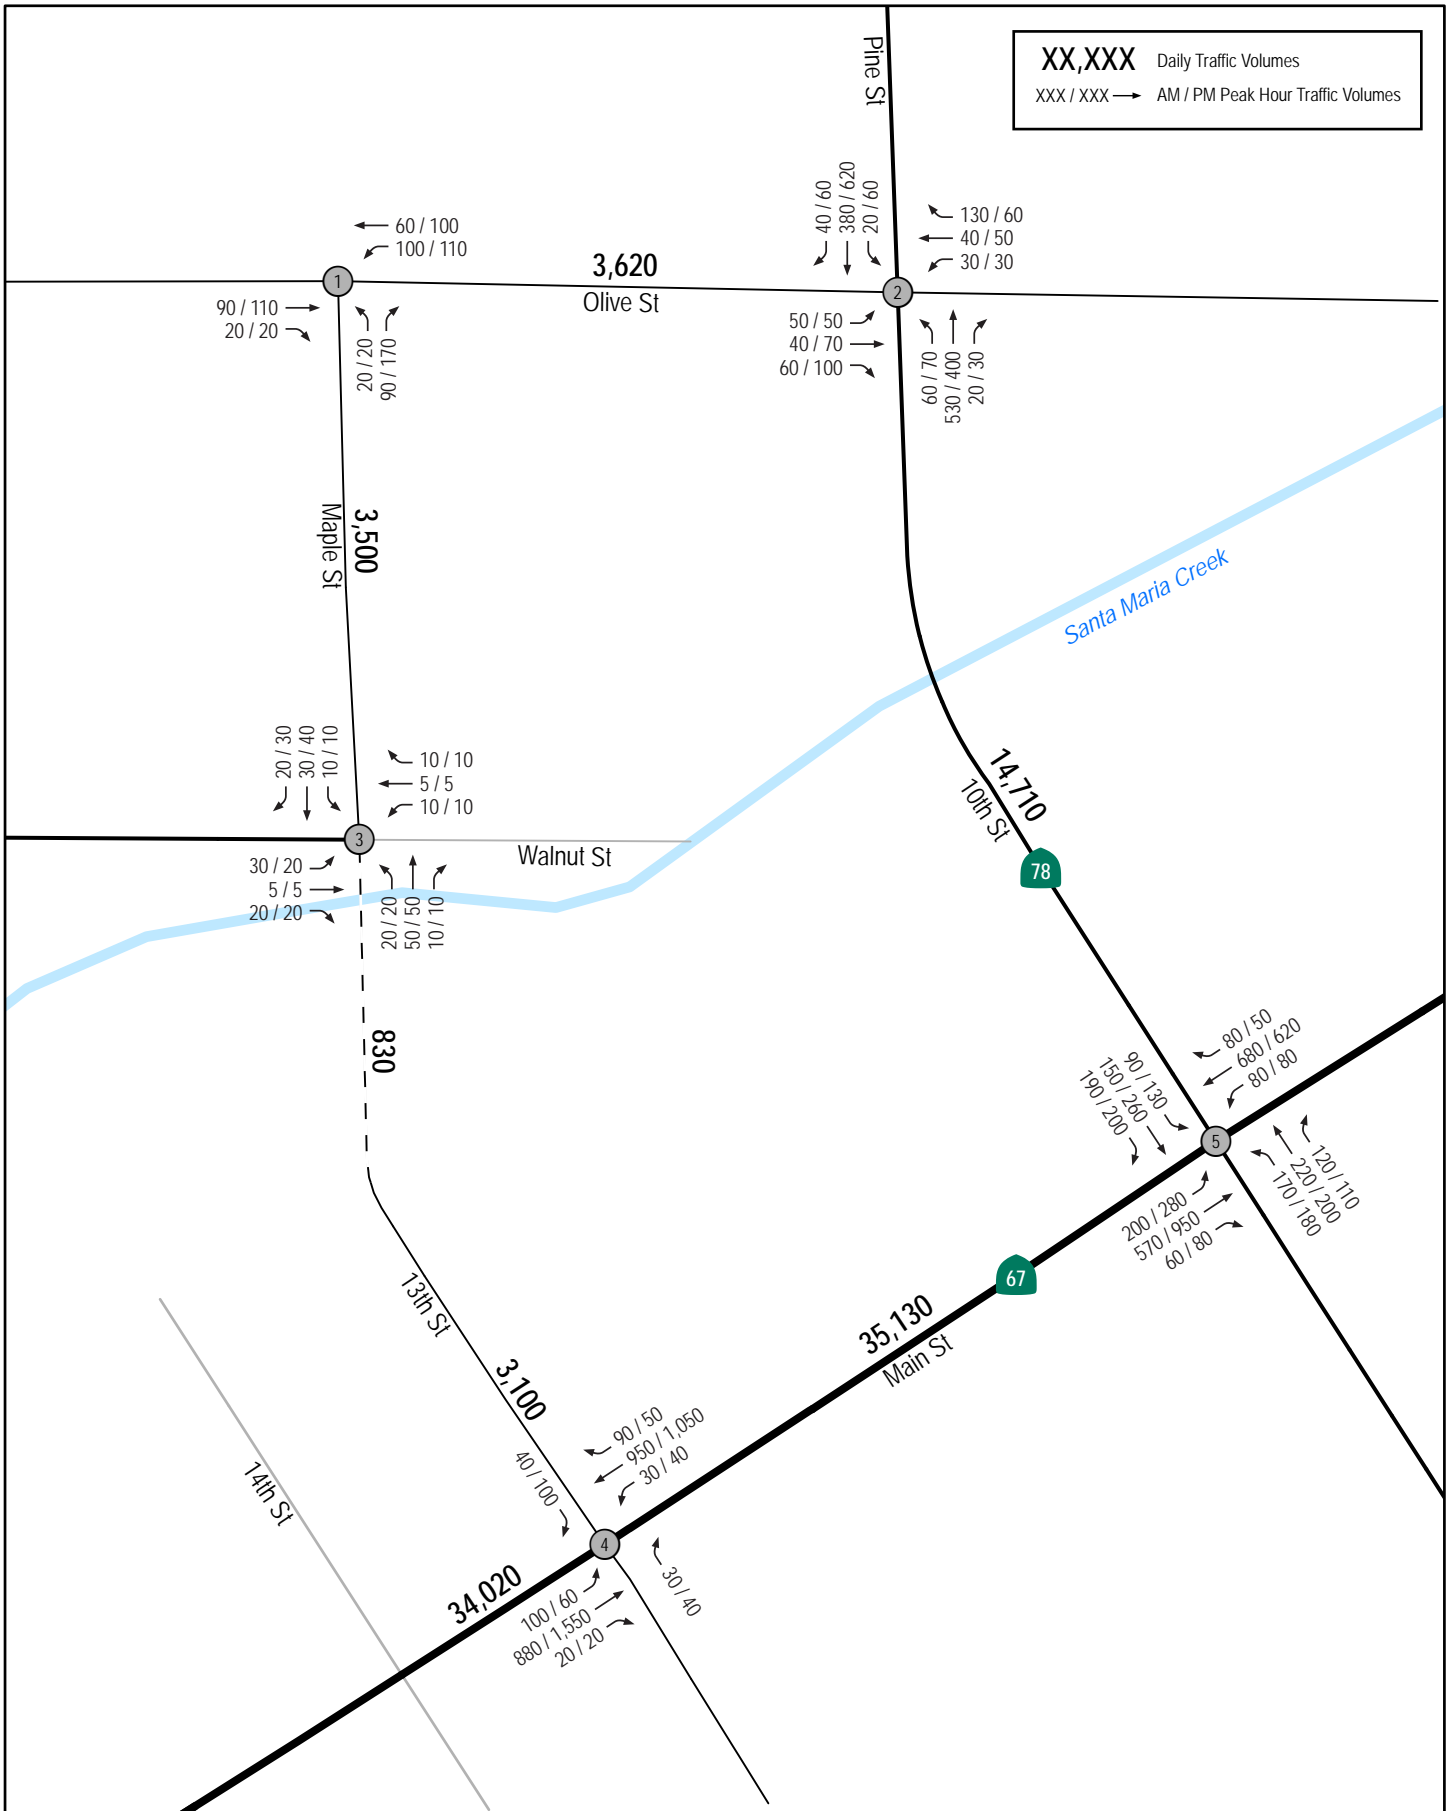 XX,XXX Daily Traffic Volumes
XXX / XXX AM / PM Peak Hour Traffic Volumes
Pine St
40 / 60
380 / 620
20 / 60
130 / 60
40 / 50
30 / 30
60 / 100
100 / 110
3,620
Olive St
1
2
90 / 110
20 / 20
20 / 20
90 / 170
50 / 50
40 / 70
60 / 100
60 / 70
530 / 400
20 / 30
Maple St
3,500
Santa Maria Creek
20 / 30
30 / 40
10 / 10
10 / 10
5 / 5
10 / 10
14,710
10th St
3
Walnut St
78
30 / 20
5 / 5
20 / 20
20 / 20
50 / 50
10 / 10
830
80 / 50
680 / 620
80 / 80
90 / 130
150 / 260
190 / 200
5
120 / 110
220 / 200
170 / 180
200 / 280
570 / 950
60 / 80
67
13th St
35,130
Main St
3,100
90 / 50
950 / 1,050
30 / 40
40 / 100
14th St
4
34,020
30 / 40
100 / 60
880 / 1,550
20 / 20